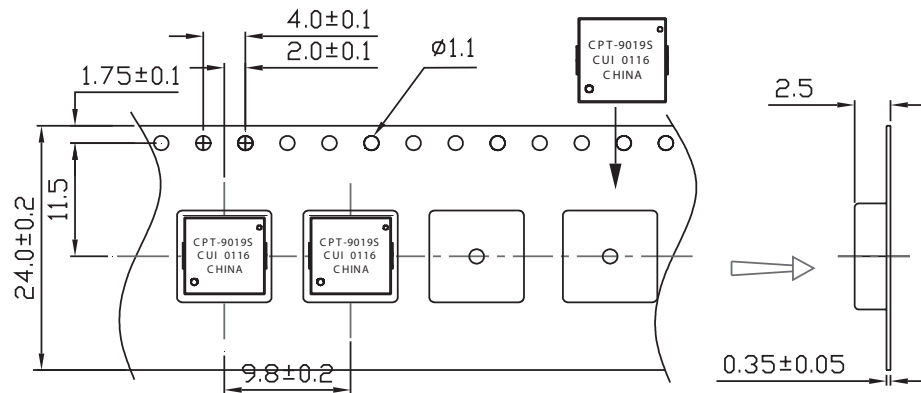 4.0±0.1
2.0±0.1
1.75±0.1
ø1.1
CPT-9019S
CUI 0116
CHINA
2.5
11.5
24.0±0.2
CPT-9019S
CUI 0116
CHINA
CPT-9019S
CUI 0116
CHINA
9.8±0.2
0.35±0.05